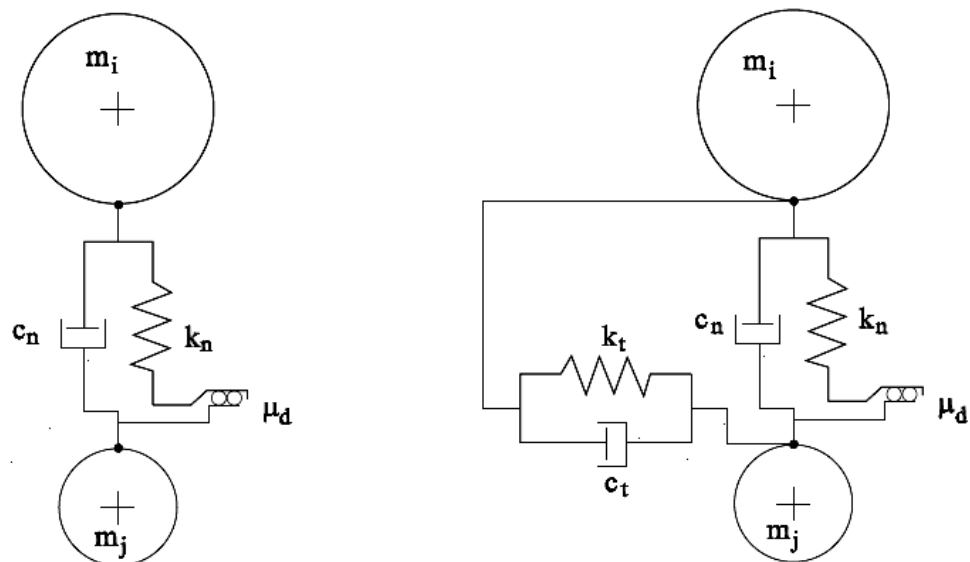 m_i
c_n
k_n
μ_d
m_j
m_i
c_n
k_n
k_t
μ_d
c_t
m_j